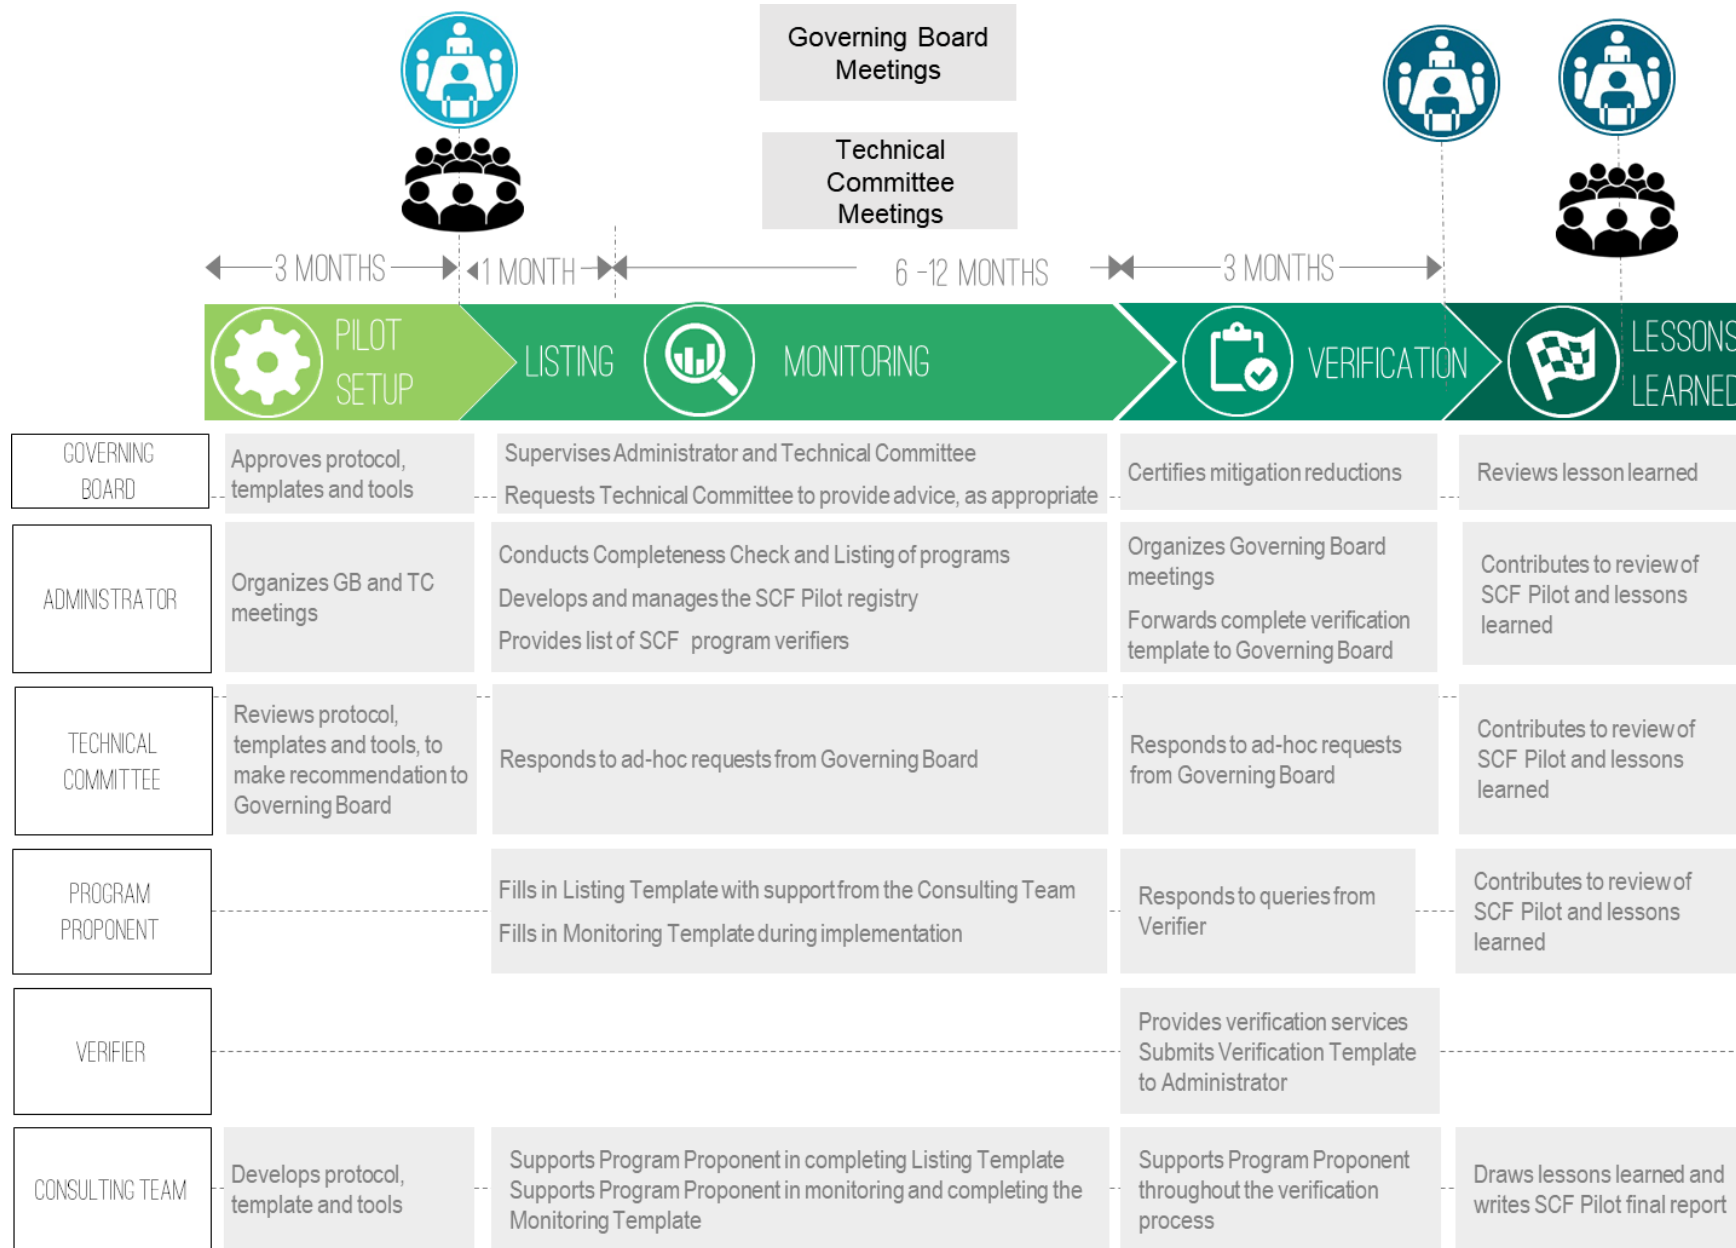 Governing Board
Meetings
Technical
Committee
Meetings
3 MONTHS
1 MONTH
6 -12 MONTHS
3 MONTHS
PILOT
SETUP
LISTING
MONITORING
VERIFICATION
LESSONS
LEARNED
GOVERNING
BOARD
Approves protocol,
templates and tools
Supervises Administrator and Technical Committee
Requests Technical Committee to provide advice, as appropriate
Certifies mitigation reductions
Reviews lesson learned
ADMINISTRATOR
Organizes GB and TC
meetings
Conducts Completeness Check and Listing of programs
Develops and manages the SCF Pilot registry
Provides list of SCF program verifiers
Organizes Governing Board
meetings
Forwards complete verification
template to Governing Board
Contributes to review of
SCF Pilot and lessons
learned
TECHNICAL
COMMITTEE
Reviews protocol,
templates and tools, to
make recommendation to
Governing Board
Responds to ad-hoc requests from Governing Board
Responds to ad-hoc requests
from Governing Board
Contributes to review of
SCF Pilot and lessons
learned
PROGRAM
PROPONENT
Fills in Listing Template with support from the Consulting Team
Fills in Monitoring Template during implementation
Responds to queries from
Verifier
Contributes to review of
SCF Pilot and lessons
learned
VERIFIER
Provides verification services
Submits Verification Template
to Administrator
CONSULTING TEAM
Develops protocol,
template and tools
Supports Program Proponent in completing Listing Template
Supports Program Proponent in monitoring and completing the
Monitoring Template
Supports Program Proponent
throughout the verification
process
Draws lessons learned and
writes SCF Pilot final report